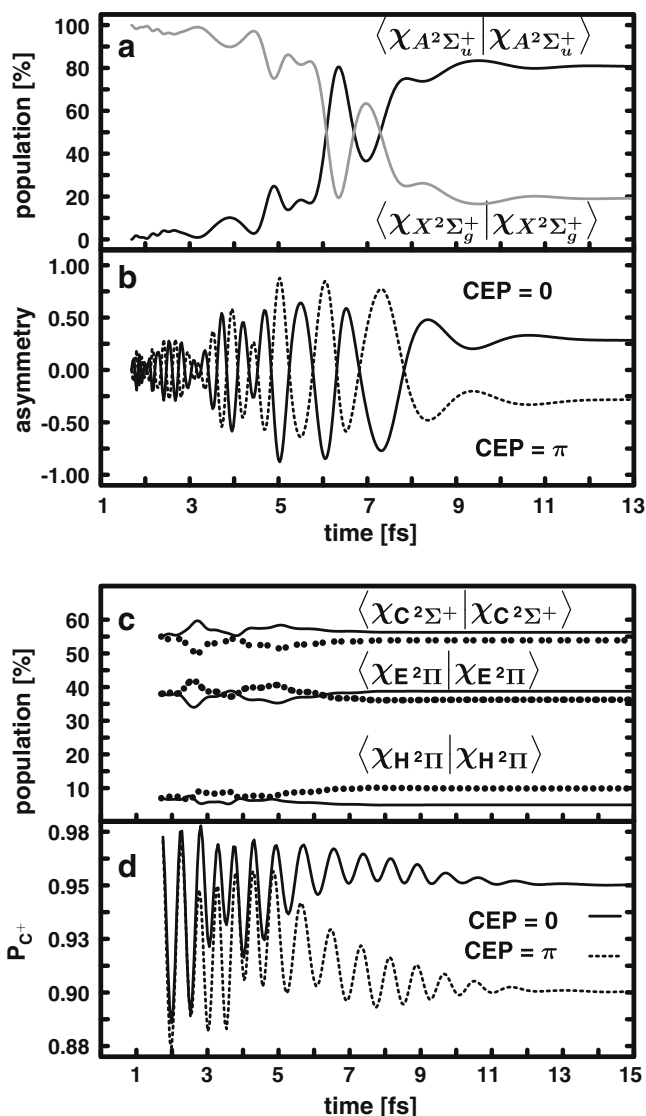 a
⟨χA²Σu⁺|χA²Σu⁺⟩
population [%]
100
80
60
40
20
0
⟨χX²Σg⁺|χX²Σg⁺⟩
b
CEP = 0
asymmetry
1.00
0.50
0.00
-0.50
-1.00
CEP = π
1 3 5 7 9 11 13
time [fs]
c
⟨χC²Σ+|χC²Σ+⟩
population [%]
60
50
40
30
10
⟨χE²Π|χE²Π⟩
⟨χH²Π|χH²Π⟩
d
P_C⁺
0.98
0.95
0.93
0.90
0.88
CEP = 0
CEP = π
1 3 5 7 9 11 13 15
time [fs]